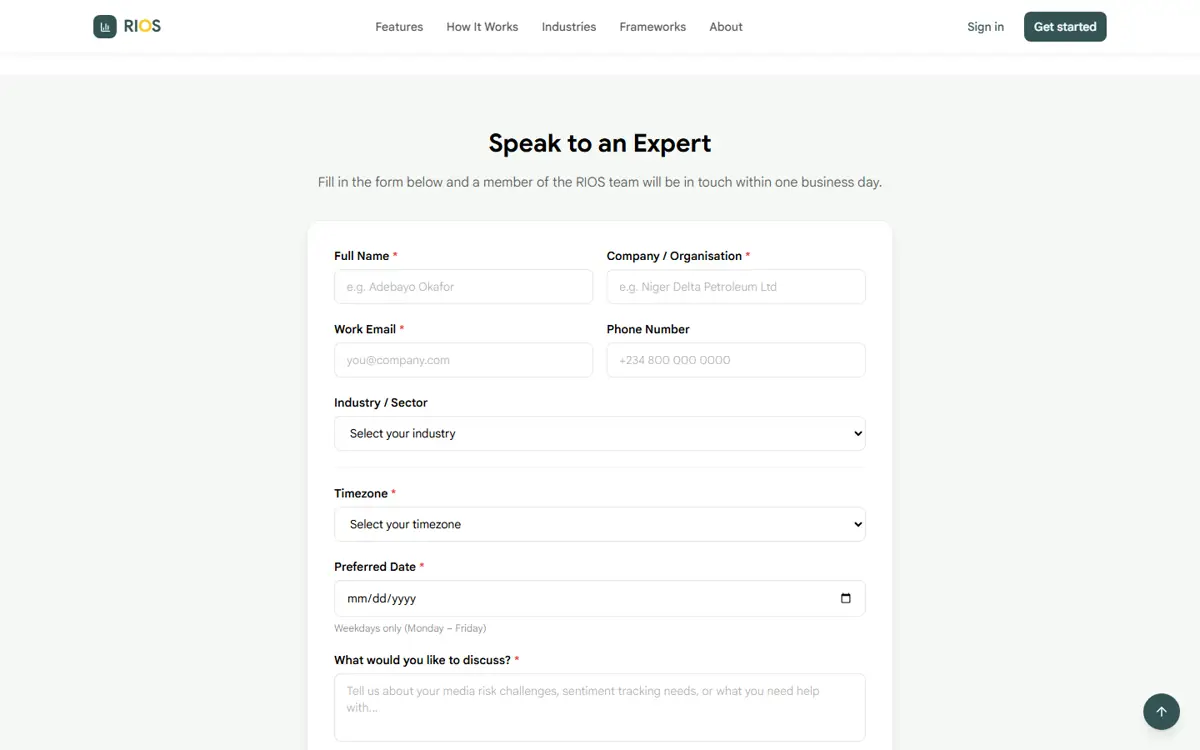 RIOS
Features
How It Works
Industries
Frameworks
About
Sign in
Get started
Speak to an Expert
Fill in the form below and a member of the RIOS team will be in touch within one business day.
Full Name *
Company / Organisation *
e.g. Adebayo Okafor
e.g. Niger Delta Petroleum Ltd
Work Email *
Phone Number
you@company.com
+234 800 000 0000
Industry / Sector
Select your industry
Timezone *
Select your timezone
Preferred Date *
mm/dd/yyyy
Weekdays only (Monday – Friday)
What would you like to discuss? *
Tell us about your media risk challenges, sentiment tracking needs, or what you need help
with...